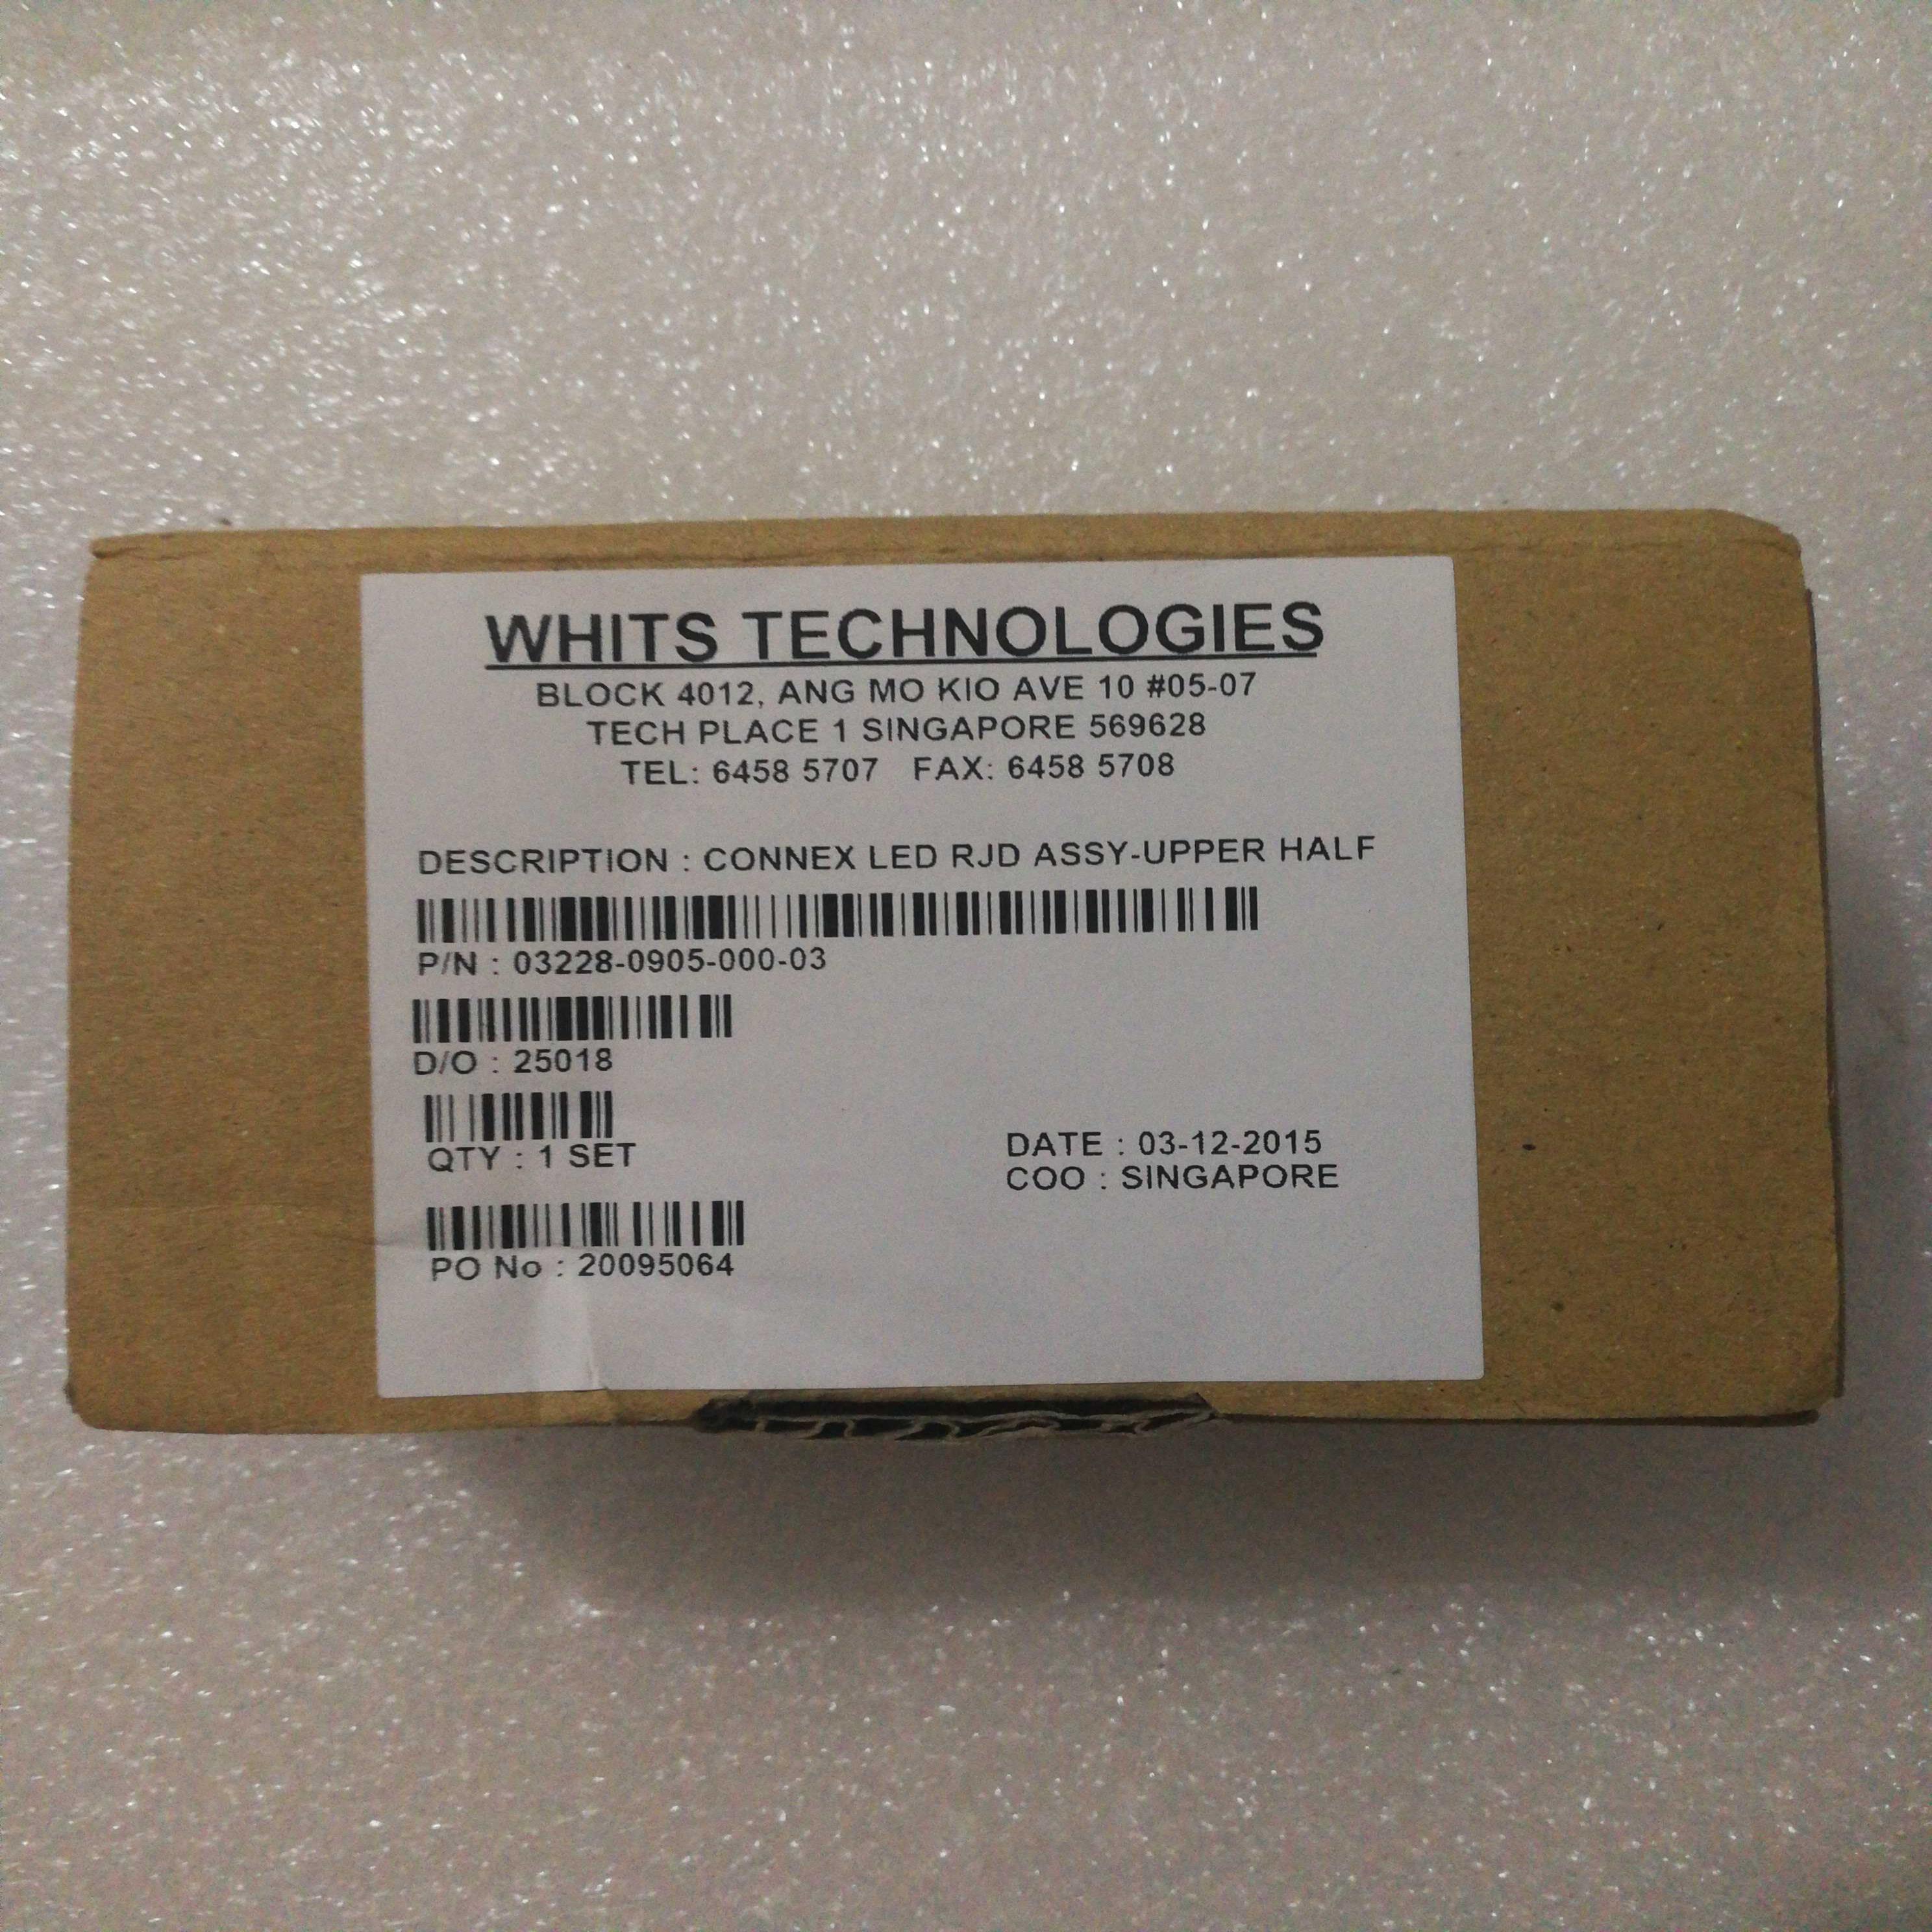 WHITS TECHNOLOGIES
BLOCK 4012, ANG MO KIO AVE 10 #05-07
TECH PLACE 1 SINGAPORE 569628
TEL: 6458 5707 FAX: 6458 5708
DESCRIPTION : CONNEX LED RJD ASSY-UPPER HALF
P/N : 03228-0905-000-03
D/O : 25018
QTY : 1 SET
DATE : 03-12-2015
COO : SINGAPORE
PO No : 20095064